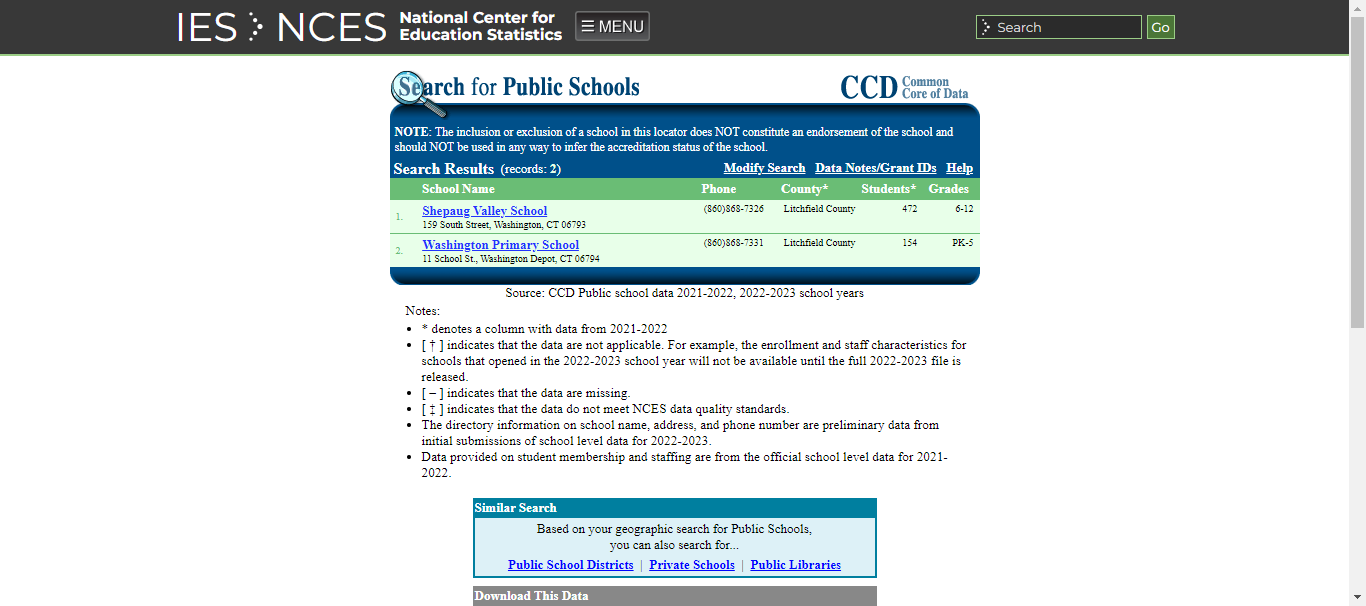 IES NCES National Center for Education Statistics
☰ MENU
Search
Go
Search for Public Schools
CCD Common Core of Data
NOTE: The inclusion or exclusion of a school in this locator does NOT constitute an endorsement of the school and
should NOT be used in any way to infer the accreditation status of the school.
Search Results (records: 2) Modify Search Data Notes/Grant IDs Help
School Name Phone County* Students* Grades
1. Shepaug Valley School (860)868-7326 Litchfield County 472 6-12
159 South Street, Washington, CT 06793
2. Washington Primary School (860)868-7331 Litchfield County 154 PK-5
11 School St., Washington Depot, CT 06794
Source: CCD Public school data 2021-2022, 2022-2023 school years
Notes:
• * denotes a column with data from 2021-2022
• [ † ] indicates that the data are not applicable. For example, the enrollment and staff characteristics for
schools that opened in the 2022-2023 school year will not be available until the full 2022-2023 file is
released.
• [ – ] indicates that the data are missing.
• [ ‡ ] indicates that the data do not meet NCES data quality standards.
• The directory information on school name, address, and phone number are preliminary data from
initial submissions of school level data for 2022-2023.
• Data provided on student membership and staffing are from the official school level data for 2021-
2022.
Similar Search
Based on your geographic search for Public Schools,
you can also search for...
Public School Districts | Private Schools | Public Libraries
Download This Data